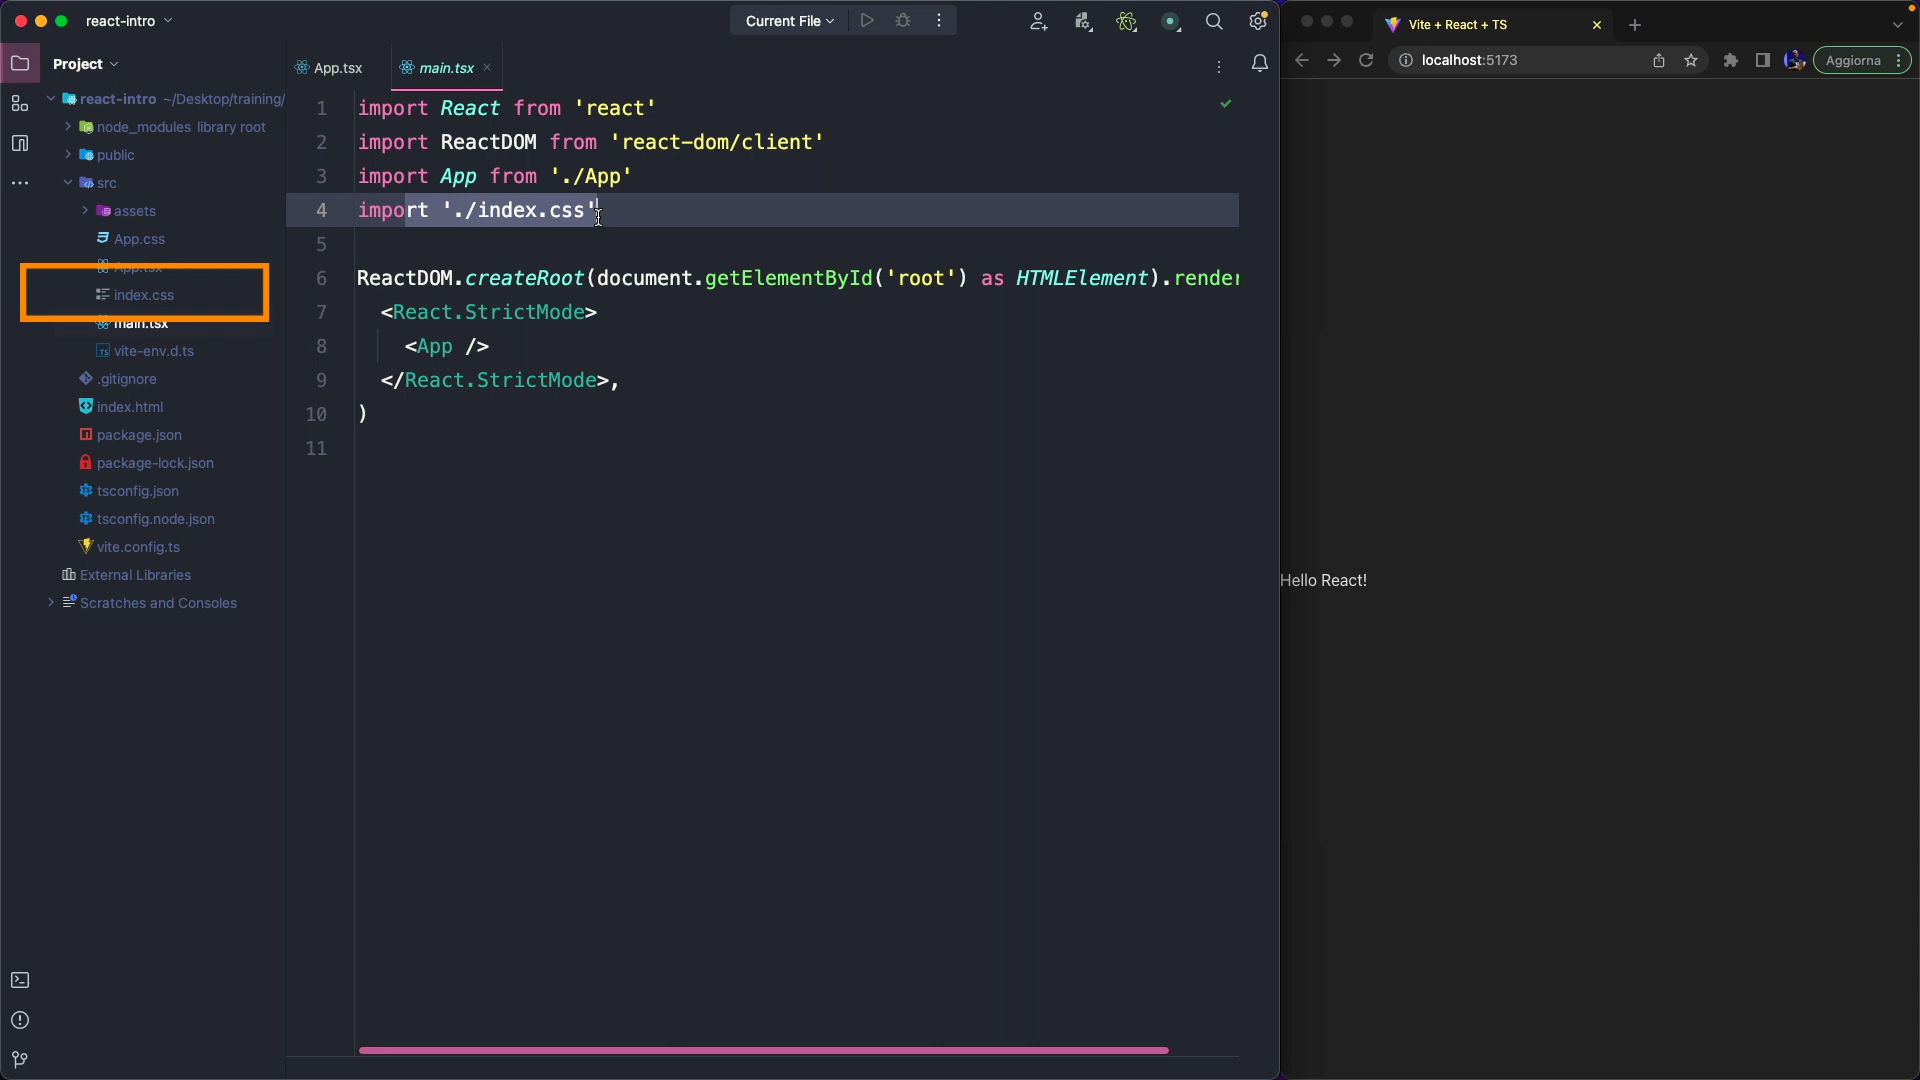 react-intro
Current File
Project
react-intro ~/Desktop/training/
node_modules library root
public
src
assets
App.css
App.tsx
index.css
main.tsx
vite-env.d.ts
.gitignore
index.html
package.json
package-lock.json
tsconfig.json
tsconfig.node.json
vite.config.ts
External Libraries
Scratches and Consoles
App.tsx
main.tsx
1 import React from 'react'
2 import ReactDOM from 'react-dom/client'
3 import App from './App'
4 import './index.css'
5
6 ReactDOM.createRoot(document.getElementById('root') as HTMLElement).render
7 <React.StrictMode>
8 <App />
9 </React.StrictMode>,
10 )
11
Vite + React + TS
localhost:5173
Aggiorna
Hello React!